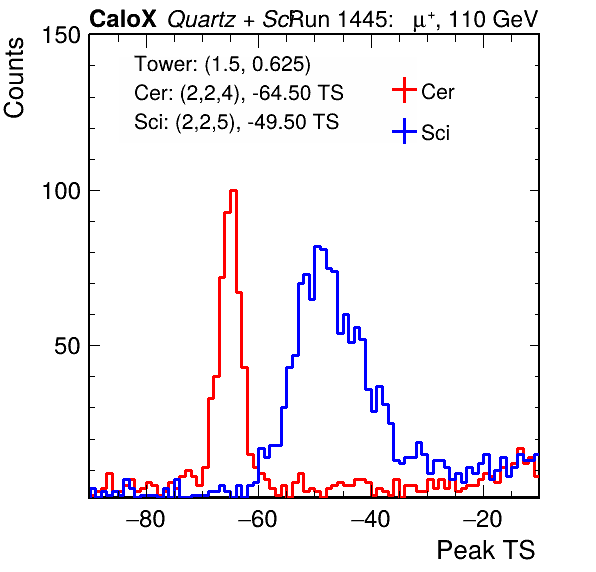 CaloX Quartz + Sci Run 1445: μ⁺, 110 GeV
150
Counts
Tower: (1.5, 0.625)
Cer: (2,2,4), -64.50 TS
Sci: (2,2,5), -49.50 TS
Cer
Sci
100
50
−80 −60 −40 −20
Peak TS